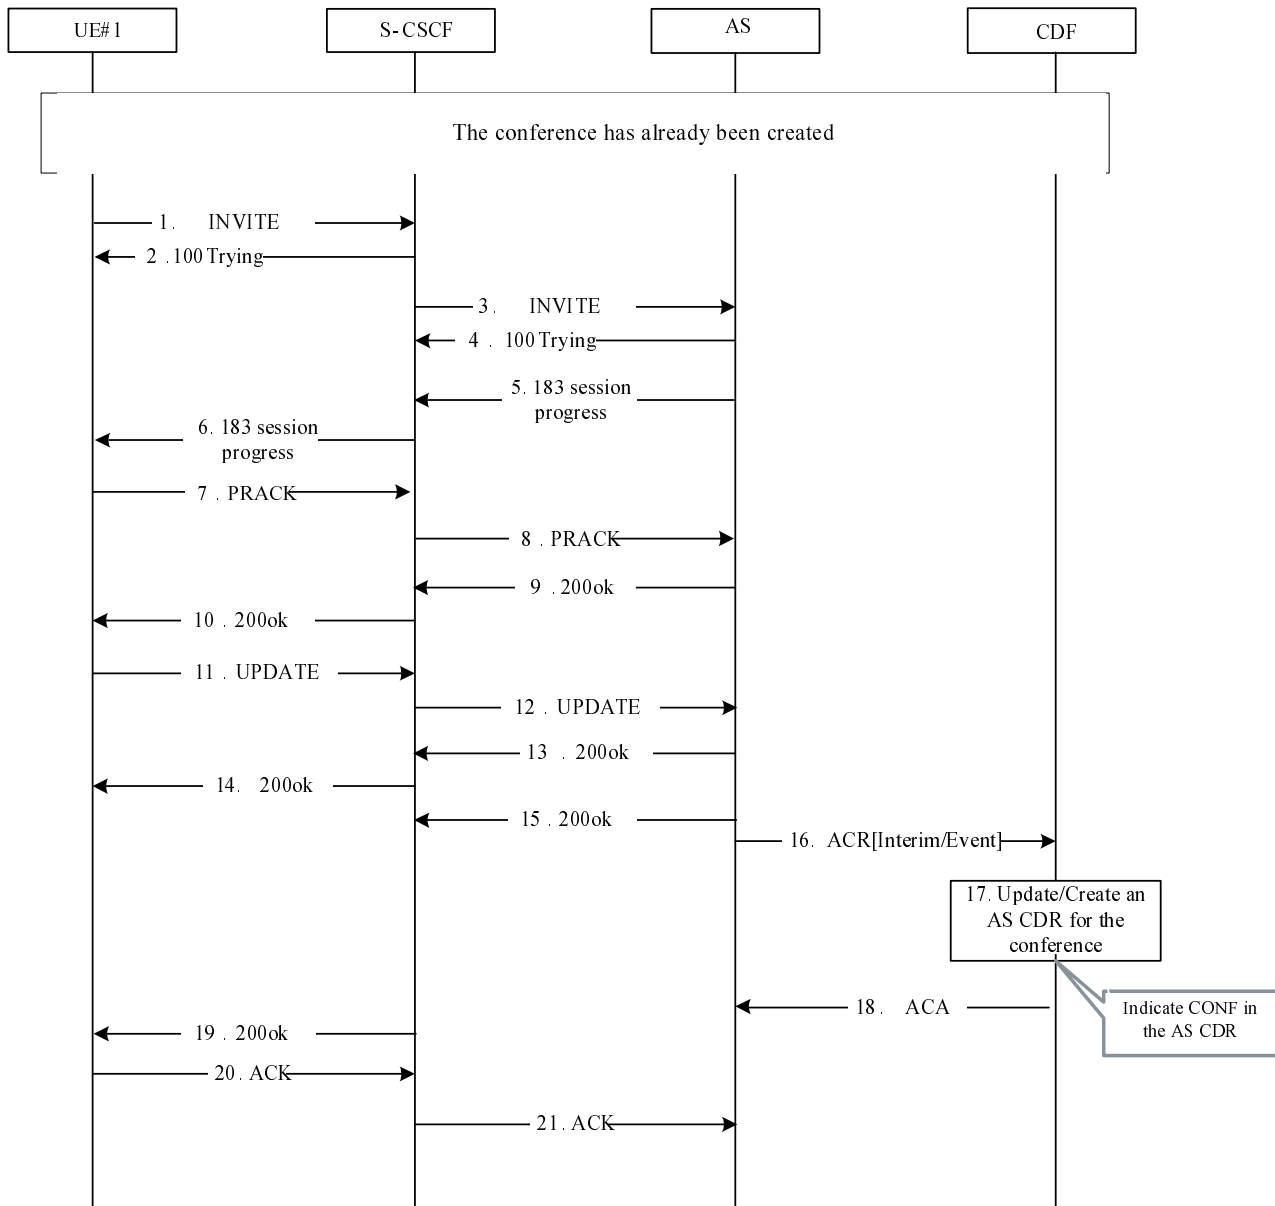 UE#1
S-CSCF
AS
CDF
The conference has already been created
1. INVITE
2 .100 Trying
3. INVITE
4 . 100 Trying
5. 183 session
progress
6. 183 session
progress
7 . PRACK
8 . PRACK
9 .200ok
10 . 200ok
11 . UPDATE
12 . UPDATE
13 . 200ok
14. 200ok
15 . 200ok
16. ACR[Interim/Event]
17. Update/Create an
AS CDR for the
conference
18. ACA
Indicate CONF in
the AS CDR
19 . 200ok
20. ACK
21. ACK